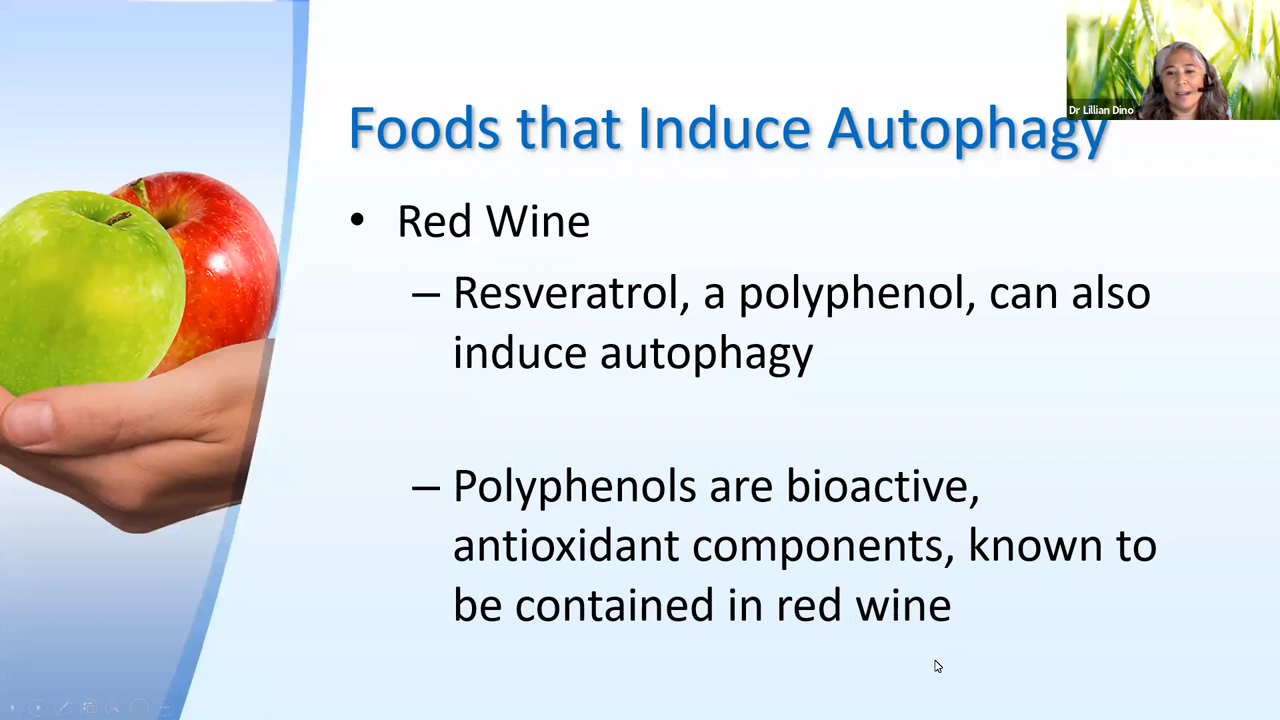 Dr Lillian Dino
Foods that Induce Autophagy
• Red Wine
– Resveratrol, a polyphenol, can also
induce autophagy
– Polyphenols are bioactive,
antioxidant components, known to
be contained in red wine